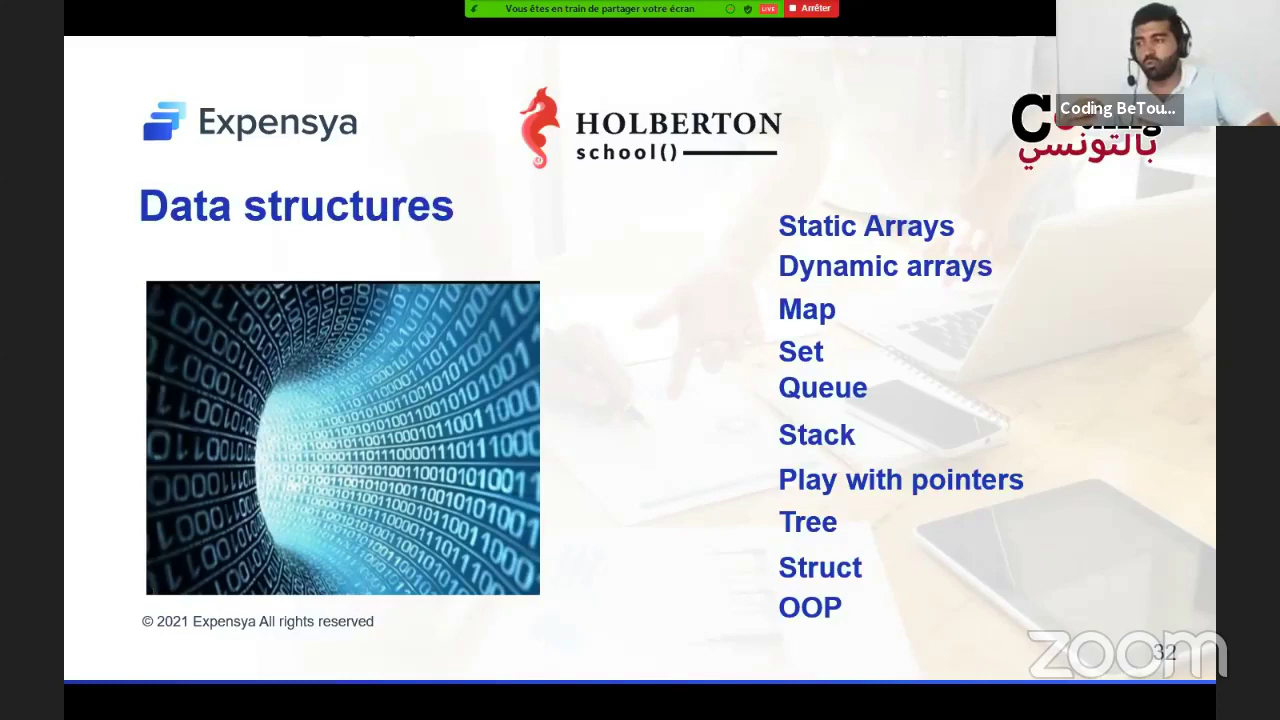 Vous êtes en train de partager votre écran
LIVE
Arrêter
Expensya
HOLBERTON
school()
Coding BeTou...
بالتونسي
Data structures
Static Arrays
Dynamic arrays
Map
Set
Queue
Stack
Play with pointers
Tree
Struct
OOP
© 2021 Expensya All rights reserved
32
zoom